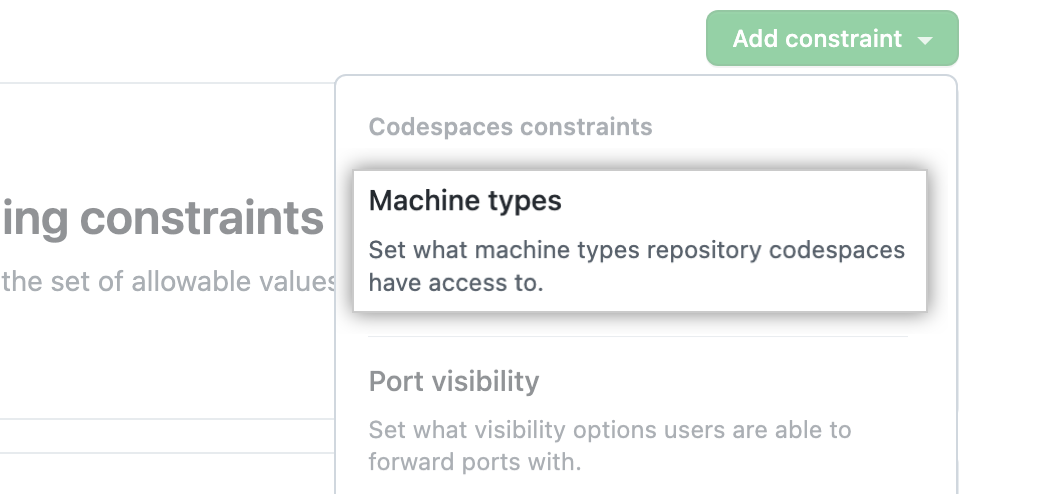 Add constraint
Codespaces constraints
Machine types
Set what machine types repository codespaces
have access to.
ing constraints
the set of allowable values
Port visibility
Set what visibility options users are able to
forward ports with.